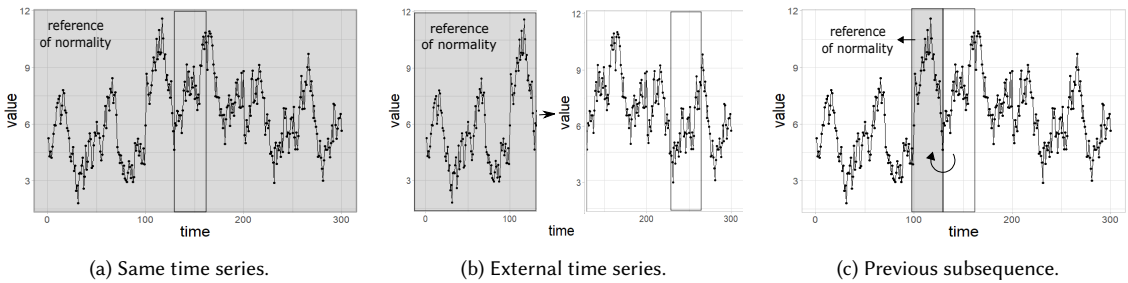 12
9
6
3
value
reference
of normality
0
100
200
300
time
(a) Same time series.
12
9
6
3
value
reference
of normality
0
100
12
9
6
3
value
200
300
time
(b) External time series.
12
9
6
3
value
reference
of normality
0
100
200
300
time
(c) Previous subsequence.